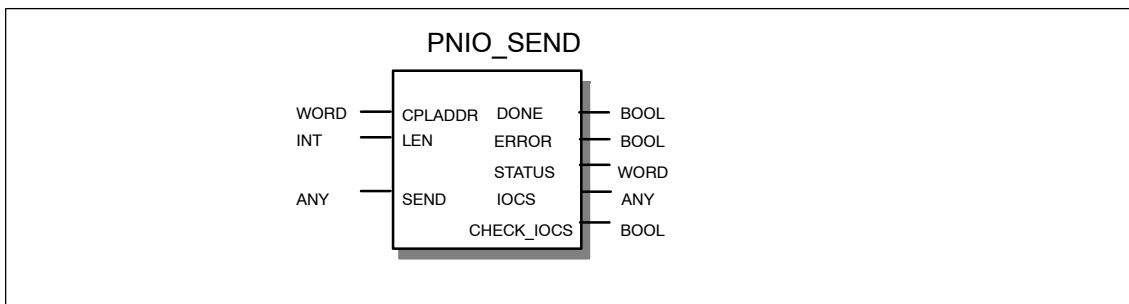 PNIO_SEND
WORD CPLADDR DONE BOOL
INT LEN ERROR BOOL
STATUS WORD
ANY SEND IOCS ANY
CHECK_IOCS BOOL